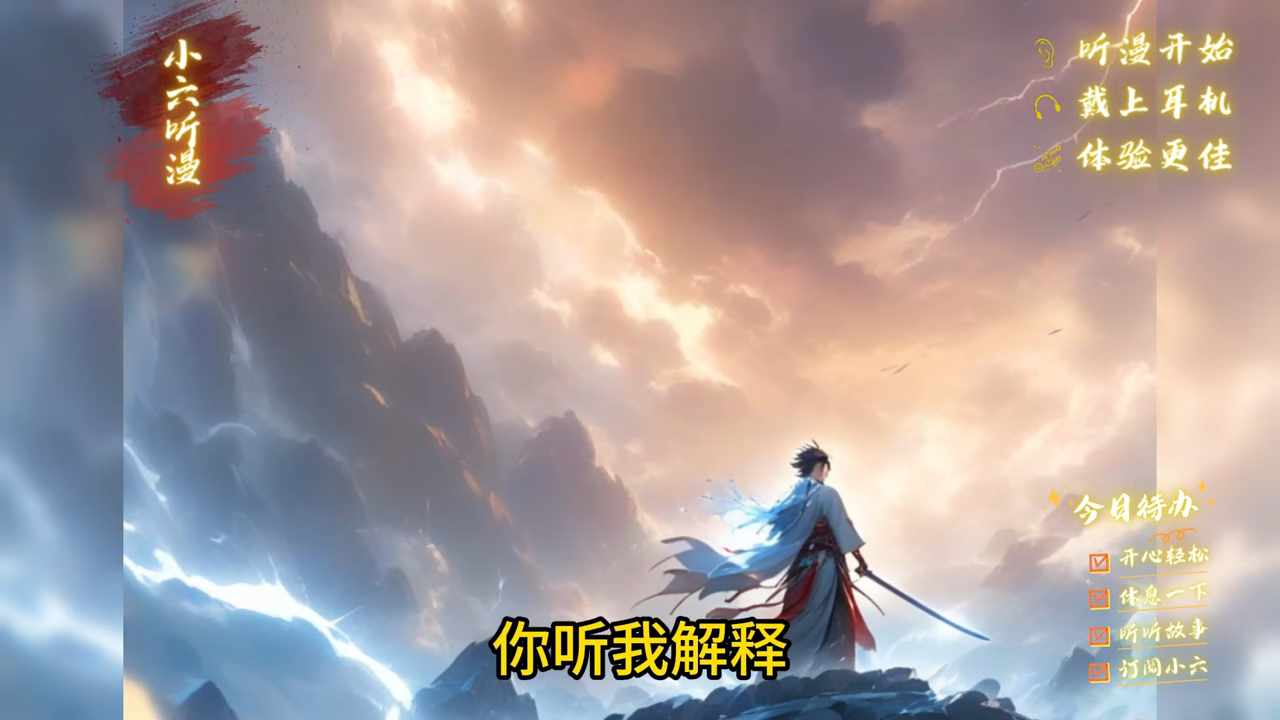 小六听漫
听漫开始
戴上耳机
体验更佳
今日待办
开心轻松
休息一下
听听故事
订阅小六
你听我解释